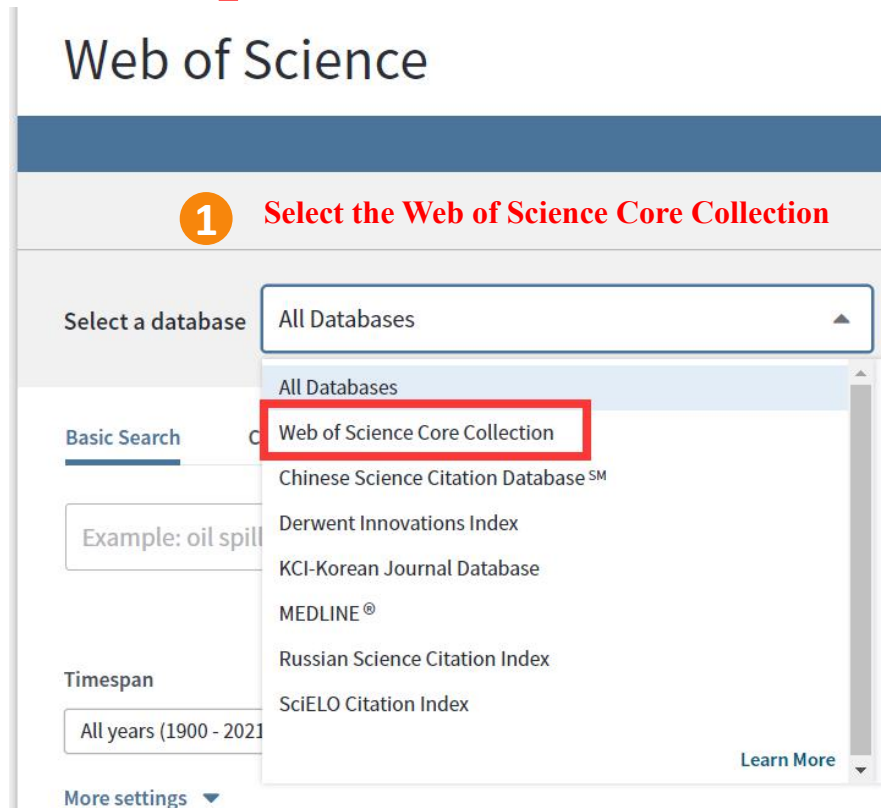 Web of Science
1 Select the Web of Science Core Collection
Select a database All Databases
All Databases
Basic Search C Web of Science Core Collection
Chinese Science Citation Database ℠
Example: oil spill Derwent Innovations Index
KCI-Korean Journal Database
MEDLINE ®
Russian Science Citation Index
Timespan
SciELO Citation Index
All years (1900 - 2021
Learn More
More settings